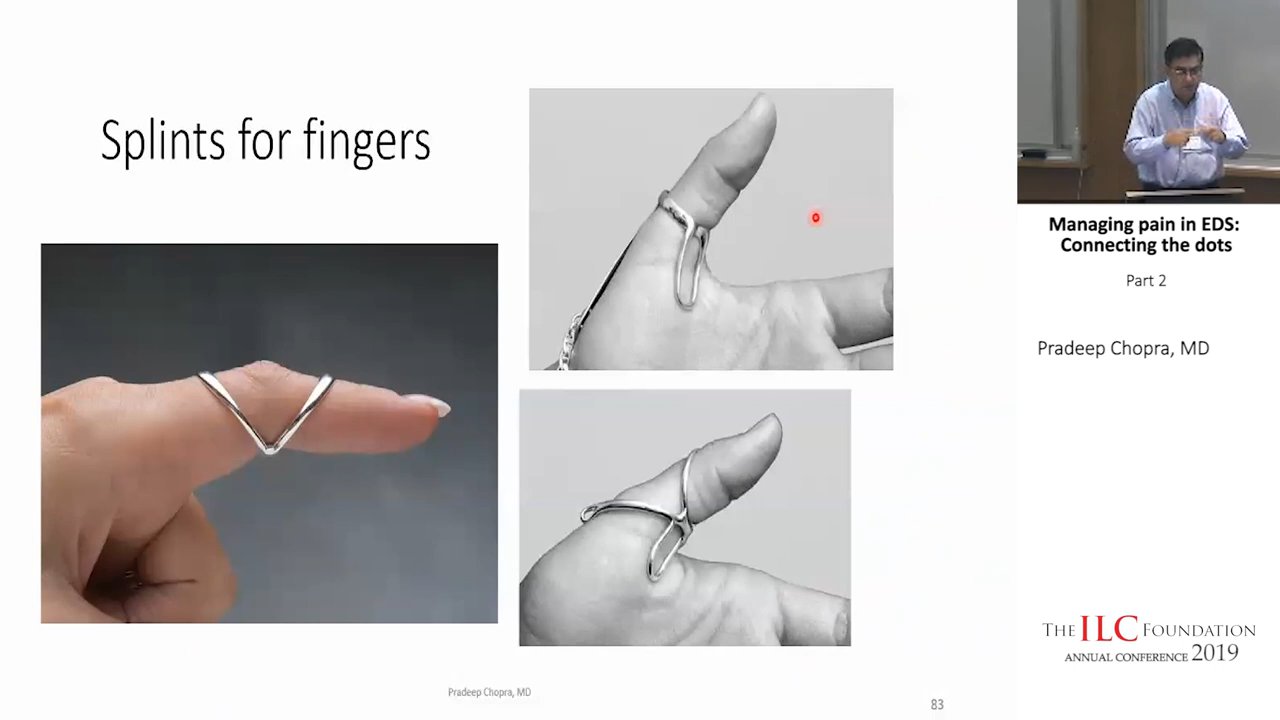 Splints for fingers
Pradeep Chopra, MD
83
Managing pain in EDS:
Connecting the dots
Part 2
Pradeep Chopra, MD
THE ILC FOUNDATION
ANNUAL CONFERENCE 2019